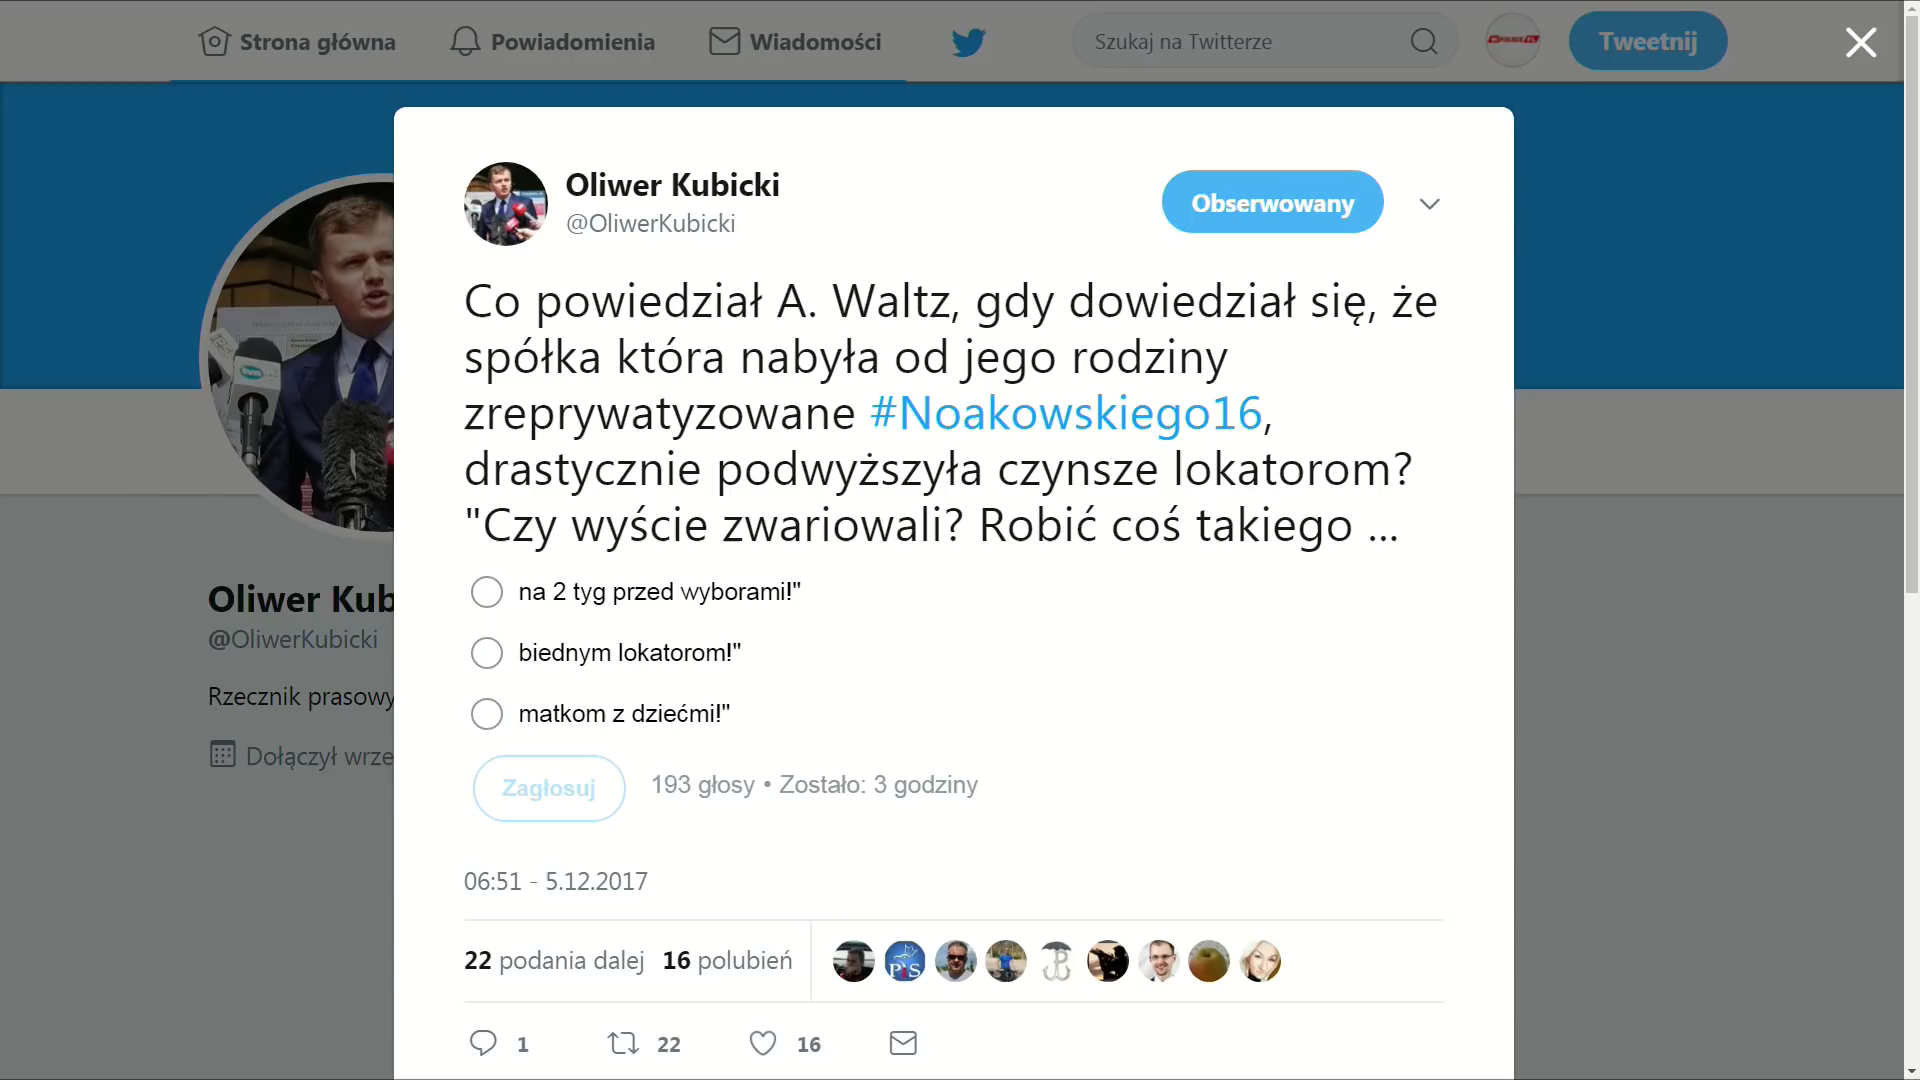 Strona główna
Powiadomienia
Wiadomości
Szukaj na Twitterze
Tweetnij
Oliwer Kubicki
@OliwerKubicki
Obserwowany
Co powiedział A. Waltz, gdy dowiedział się, że
spółka która nabyła od jego rodziny
zreprywatyzowane #Noakowskiego16,
drastycznie podwyższyła czynsze lokatorom?
"Czy wyście zwariowali? Robić coś takiego ...
na 2 tyg przed wyborami!"
biednym lokatorom!"
matkom z dziećmi!"
Zagłosuj
193 głosy • Zostało: 3 godziny
06:51 - 5.12.2017
22 podania dalej 16 polubień
PiS
1 22 16
Oliwer Kub
@OliwerKubicki
Rzecznik prasowy
Dołączył wrze